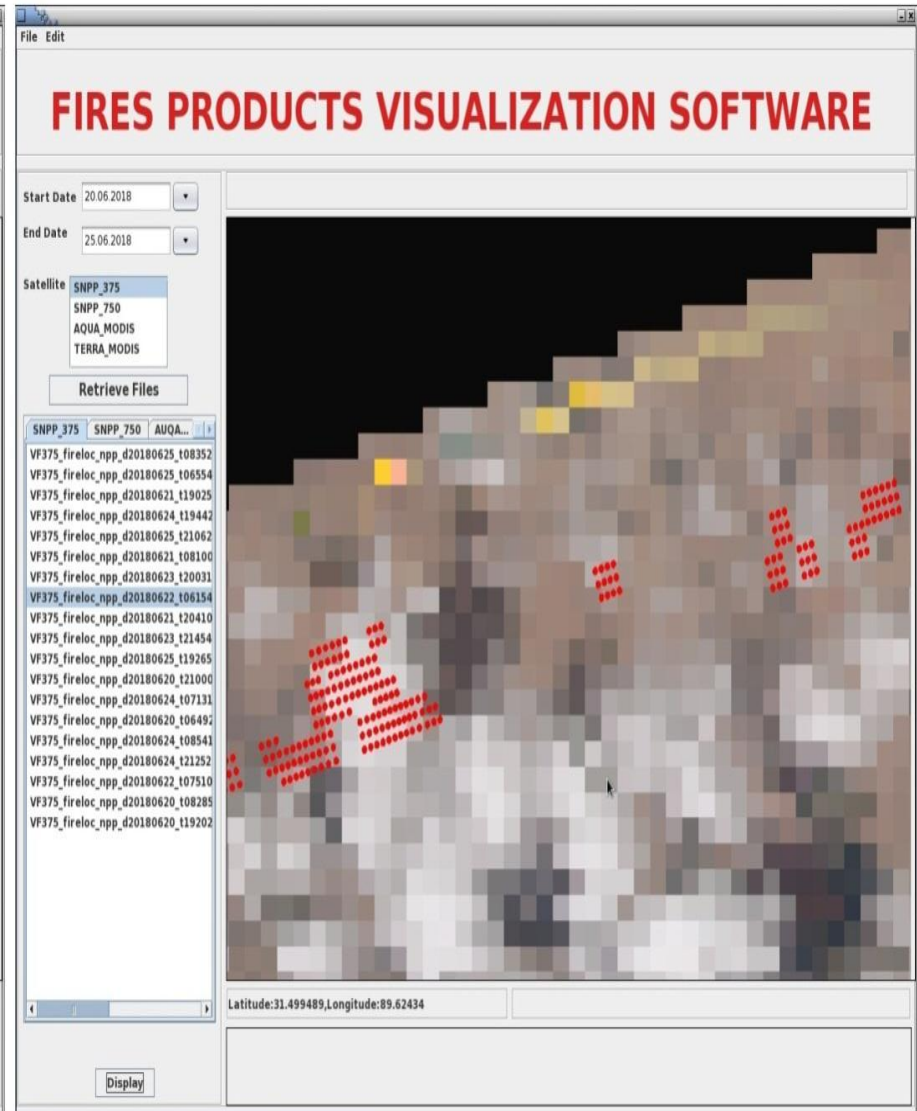 File Edit
FIRES PRODUCTS VISUALIZATION SOFTWARE
Start Date 20.06.2018
End Date 25.06.2018
Satellite SNPP_375
SNPP_750
AQUA_MODIS
TERRA_MODIS
Retrieve Files
SNPP_375 SNPP_750 AUQA...
VF375_fireloc_npp_d20180625_t08352
VF375_fireloc_npp_d20180625_t06554
VF375_fireloc_npp_d20180621_t19025
VF375_fireloc_npp_d20180624_t19442
VF375_fireloc_npp_d20180625_t21062
VF375_fireloc_npp_d20180621_t08100
VF375_fireloc_npp_d20180623_t20031
VF375_fireloc_npp_d20180622_t06154
VF375_fireloc_npp_d20180621_t20410
VF375_fireloc_npp_d20180623_t21454
VF375_fireloc_npp_d20180625_t19265
VF375_fireloc_npp_d20180620_t21000
VF375_fireloc_npp_d20180624_t07131
VF375_fireloc_npp_d20180620_t06492
VF375_fireloc_npp_d20180624_t08541
VF375_fireloc_npp_d20180624_t21252
VF375_fireloc_npp_d20180622_t07510
VF375_fireloc_npp_d20180620_t08285
VF375_fireloc_npp_d20180620_t19202
Latitude:31.499489,Longitude:89.62434
Display